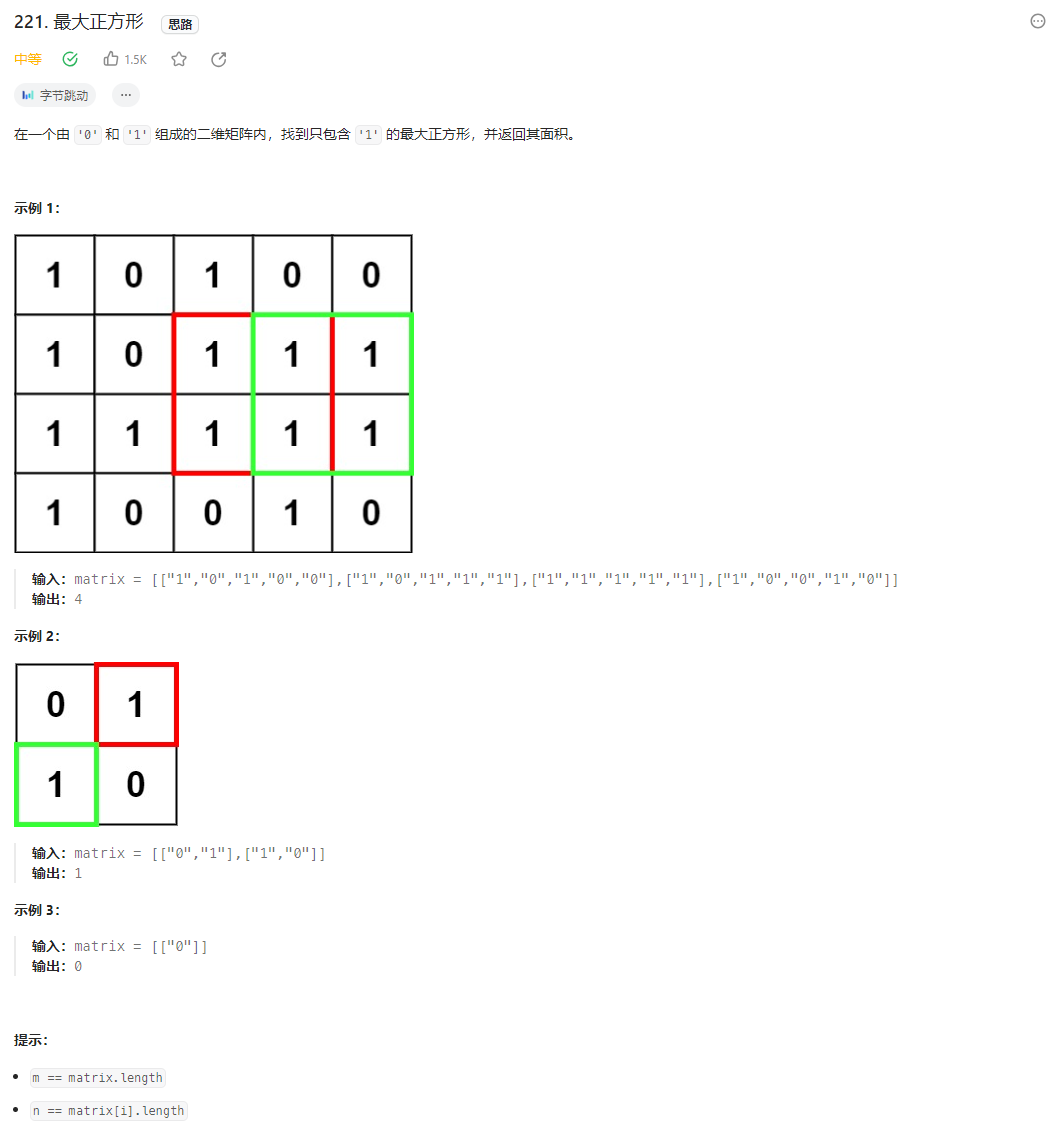 221. 最大正方形 思路
中等 1.5K
字节跳动 ...
在一个由 '0' 和 '1' 组成的二维矩阵内，找到只包含 '1' 的最大正方形，并返回其面积。
示例 1：
1 0 1 0 0
1 0 1 1 1
1 1 1 1 1
1 0 0 1 0
输入：matrix = [["1","0","1","0","0"],["1","0","1","1","1"],["1","1","1","1","1"],["1","0","0","1","0"]]
输出：4
示例 2：
0 1
1 0
输入：matrix = [["0","1"],["1","0"]]
输出：1
示例 3：
输入：matrix = [["0"]]
输出：0
提示：
m == matrix.length
n == matrix[i].length